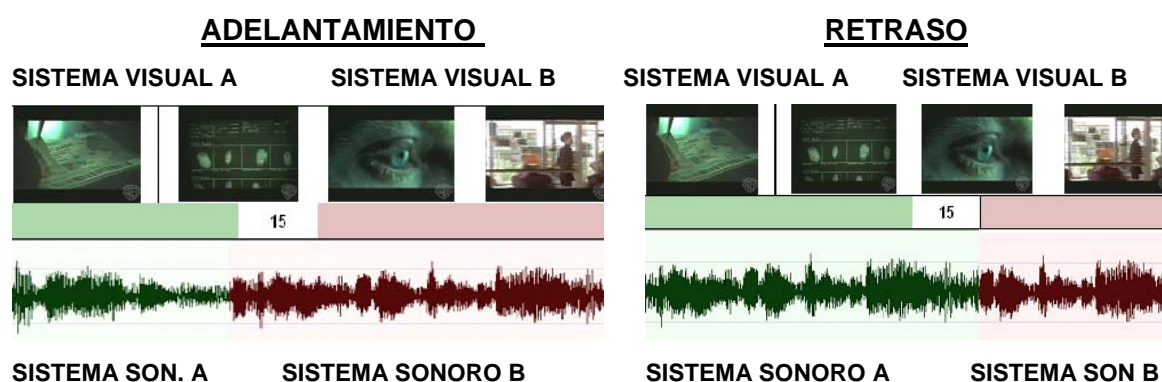 ADELANTAMIENTO
RETRASO
SISTEMA VISUAL A
SISTEMA VISUAL B
SISTEMA VISUAL A
SISTEMA VISUAL B
15
15
SISTEMA SON. A
SISTEMA SONORO B
SISTEMA SONORO A
SISTEMA SON B